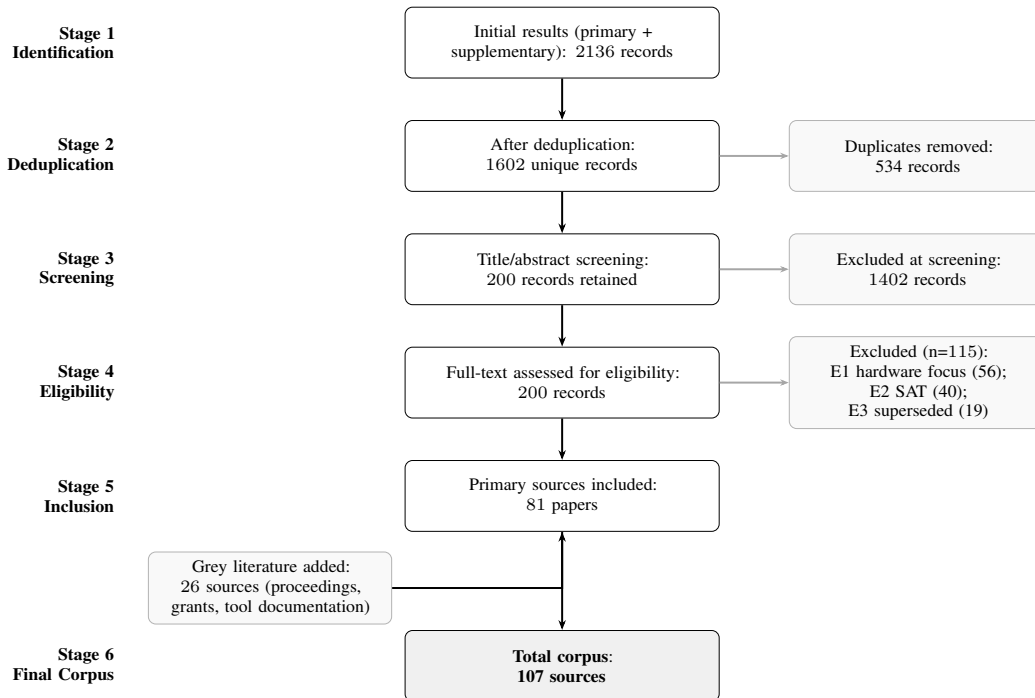 Stage 1
Identification
Initial results (primary +
supplementary): 2136 records
Stage 2
Deduplication
After deduplication:
1602 unique records
Duplicates removed:
534 records
Stage 3
Screening
Title/abstract screening:
200 records retained
Excluded at screening:
1402 records
Stage 4
Eligibility
Full-text assessed for eligibility:
200 records
Excluded (n=115):
E1 hardware focus (56);
E2 SAT (40);
E3 superseded (19)
Stage 5
Inclusion
Primary sources included:
81 papers
Grey literature added:
26 sources (proceedings,
grants, tool documentation)
Stage 6
Final Corpus
Total corpus:
107 sources